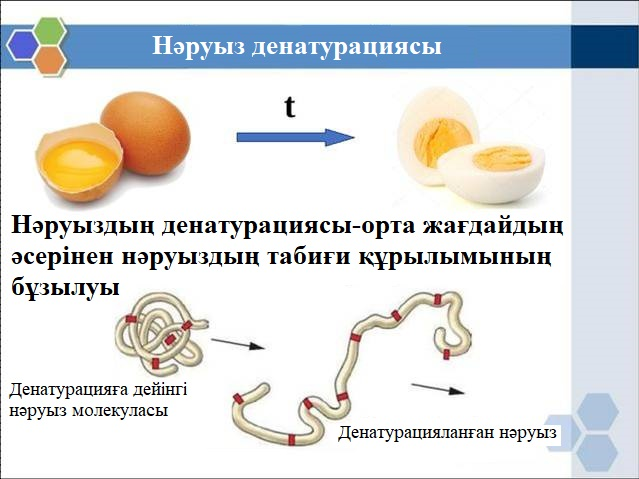 Нәруыз денатурациясы
t
Нәруыздың денатурациясы-орта жағдайдың
әсерінен нәруыздың табиғи құрылымының
бұзылуы
Денатурацияға дейінгі
нәруыз молекуласы
Денатурацияланған нәруыз